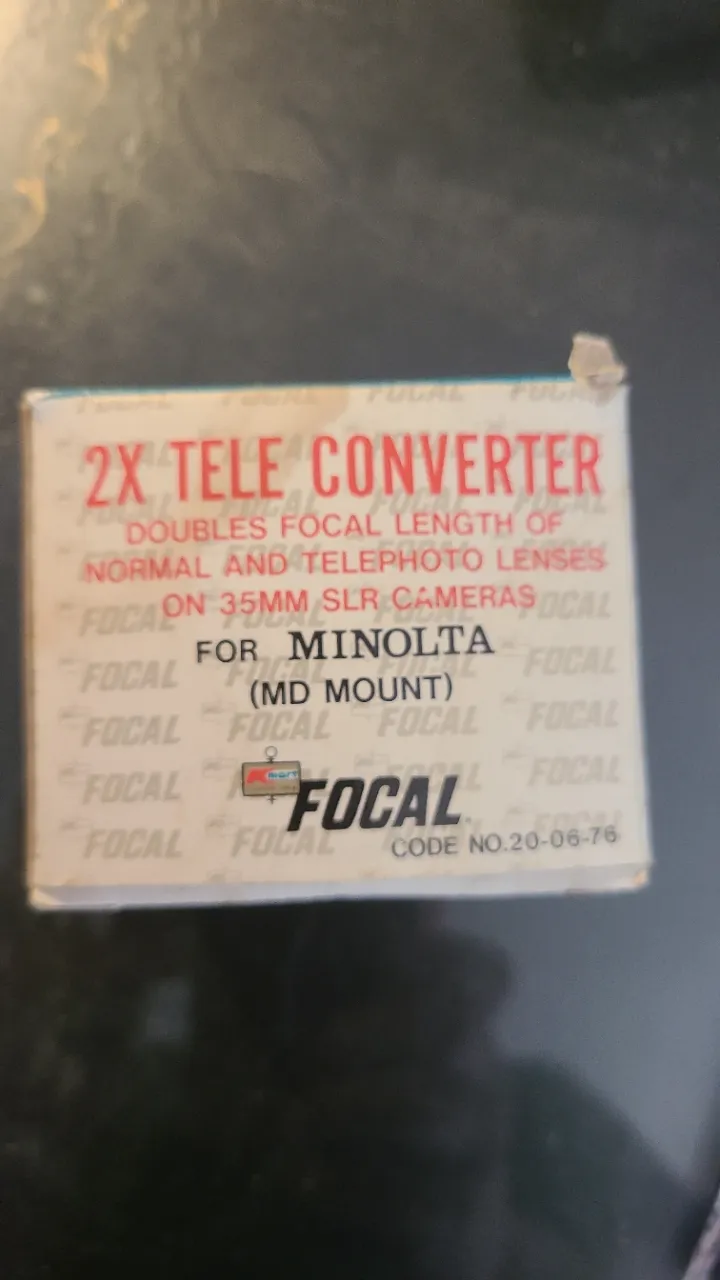 2X TELE CONVERTER
DOUBLES FOCAL LENGTH OF
NORMAL AND TELEPHOTO LENSES
ON 35MM SLR CAMERAS
FOR MINOLTA
(MD MOUNT)
Kmart
FOCAL
CODE NO.20-06-76